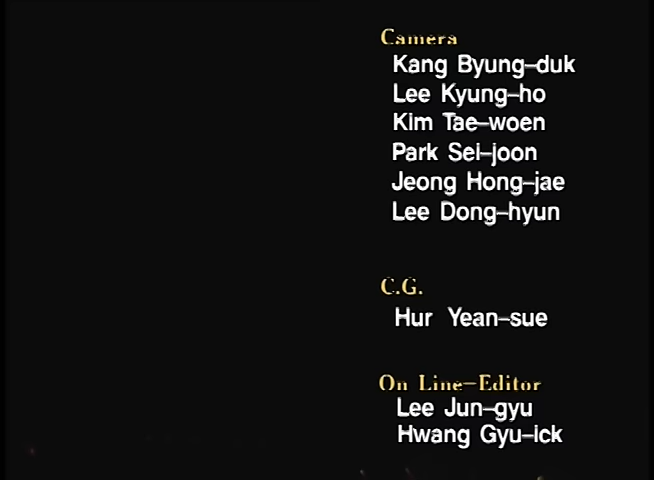 Camera
Kang Byung-duk
Lee Kyung-ho
Kim Tae-woen
Park Sei-joon
Jeong Hong-jae
Lee Dong-hyun
C.G.
Hur Yean-sue
On Line-Editor
Lee Jun-gyu
Hwang Gyu-ick